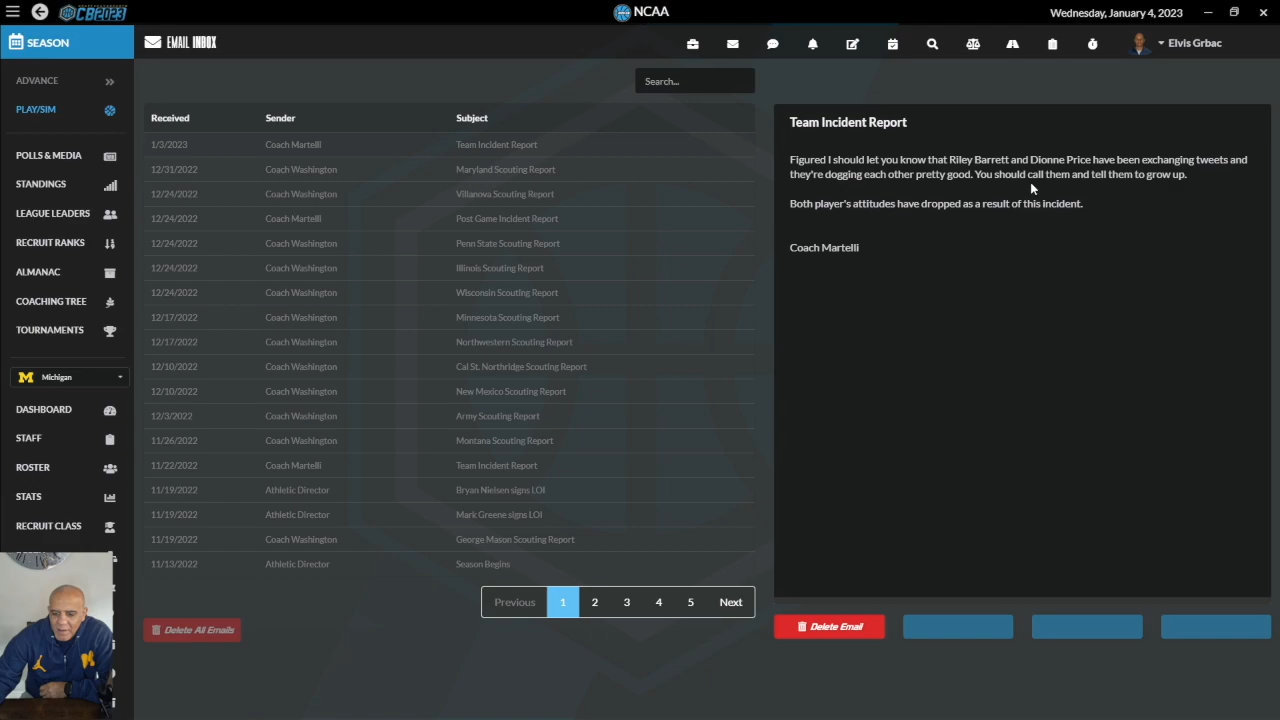 CB2023
NCAA
Wednesday, January 4, 2023
SEASON
EMAIL INBOX
Elvis Grbac
ADVANCE
PLAY/SIM
POLLS & MEDIA
STANDINGS
LEAGUE LEADERS
RECRUIT RANKS
ALMANAC
COACHING TREE
TOURNAMENTS
Michigan
DASHBOARD
STAFF
ROSTER
STATS
RECRUIT CLASS
Search...
Received Sender Subject
1/3/2023 Coach Martelli Team Incident Report
12/31/2022 Coach Washington Maryland Scouting Report
12/24/2022 Coach Washington Villanova Scouting Report
12/24/2022 Coach Martelli Post Game Incident Report
12/24/2022 Coach Washington Penn State Scouting Report
12/24/2022 Coach Washington Illinois Scouting Report
12/24/2022 Coach Washington Wisconsin Scouting Report
12/17/2022 Coach Washington Minnesota Scouting Report
12/17/2022 Coach Washington Northwestern Scouting Report
12/10/2022 Coach Washington Cal St. Northridge Scouting Report
12/10/2022 Coach Washington New Mexico Scouting Report
12/3/2022 Coach Washington Army Scouting Report
11/26/2022 Coach Washington Montana Scouting Report
11/22/2022 Coach Martelli Team Incident Report
11/19/2022 Athletic Director Bryan Nielsen signs LOI
11/19/2022 Athletic Director Mark Greene signs LOI
11/19/2022 Coach Washington George Mason Scouting Report
11/13/2022 Athletic Director Season Begins
Previous 1 2 3 4 5 Next
Delete All Emails
Team Incident Report
Figured I should let you know that Riley Barrett and Dionne Price have been exchanging tweets and
they're dogging each other pretty good. You should call them and tell them to grow up.
Both player's attitudes have dropped as a result of this incident.
Coach Martelli
Delete Email